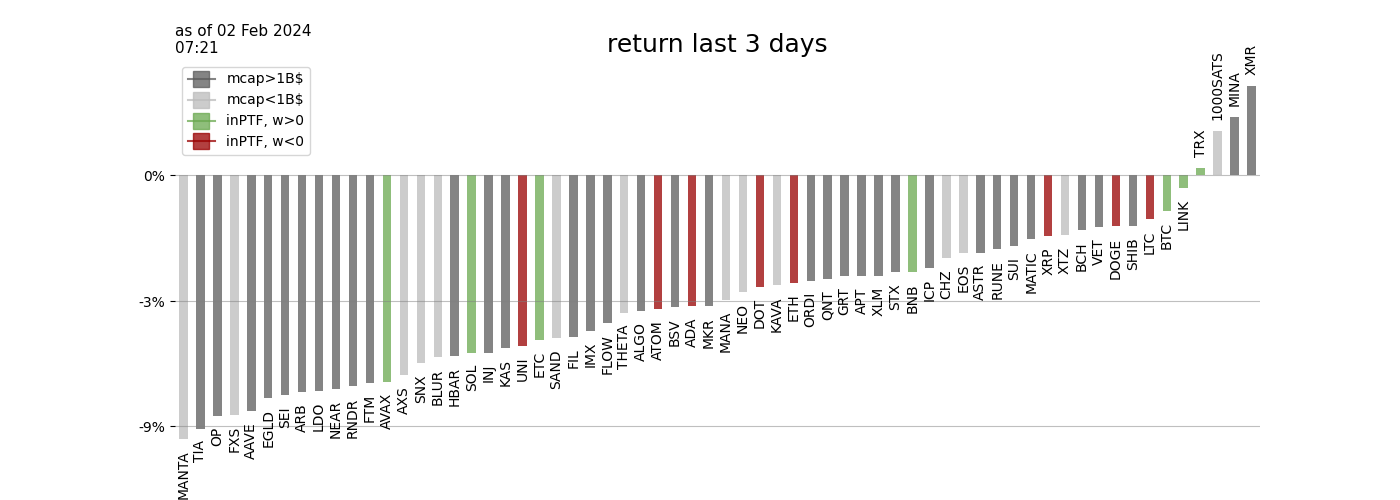 as of 02 Feb 2024
07:21
return last 3 days
mcap>1B$
mcap<1B$
inPTF, w>0
inPTF, w<0
0%
-3%
-9%
MANTA
TIA
OP
FXS
AAVE
EGLD
SEI
ARB
LDO
NEAR
RNDR
FTM
AVAX
AXS
SNX
BLUR
HBAR
SOL
INJ
KAS
UNI
ETC
SAND
FIL
IMX
FLOW
THETA
ALGO
ATOM
BSV
ADA
MKR
MANA
NEO
DOT
KAVA
ETH
ORDI
QNT
GRT
APT
XLM
STX
BNB
ICP
CHZ
EOS
ASTR
RUNE
SUI
MATIC
XRP
XTZ
BCH
VET
DOGE
SHIB
LTC
BTC
LINK
TRX
1000SATS
MINA
XMR